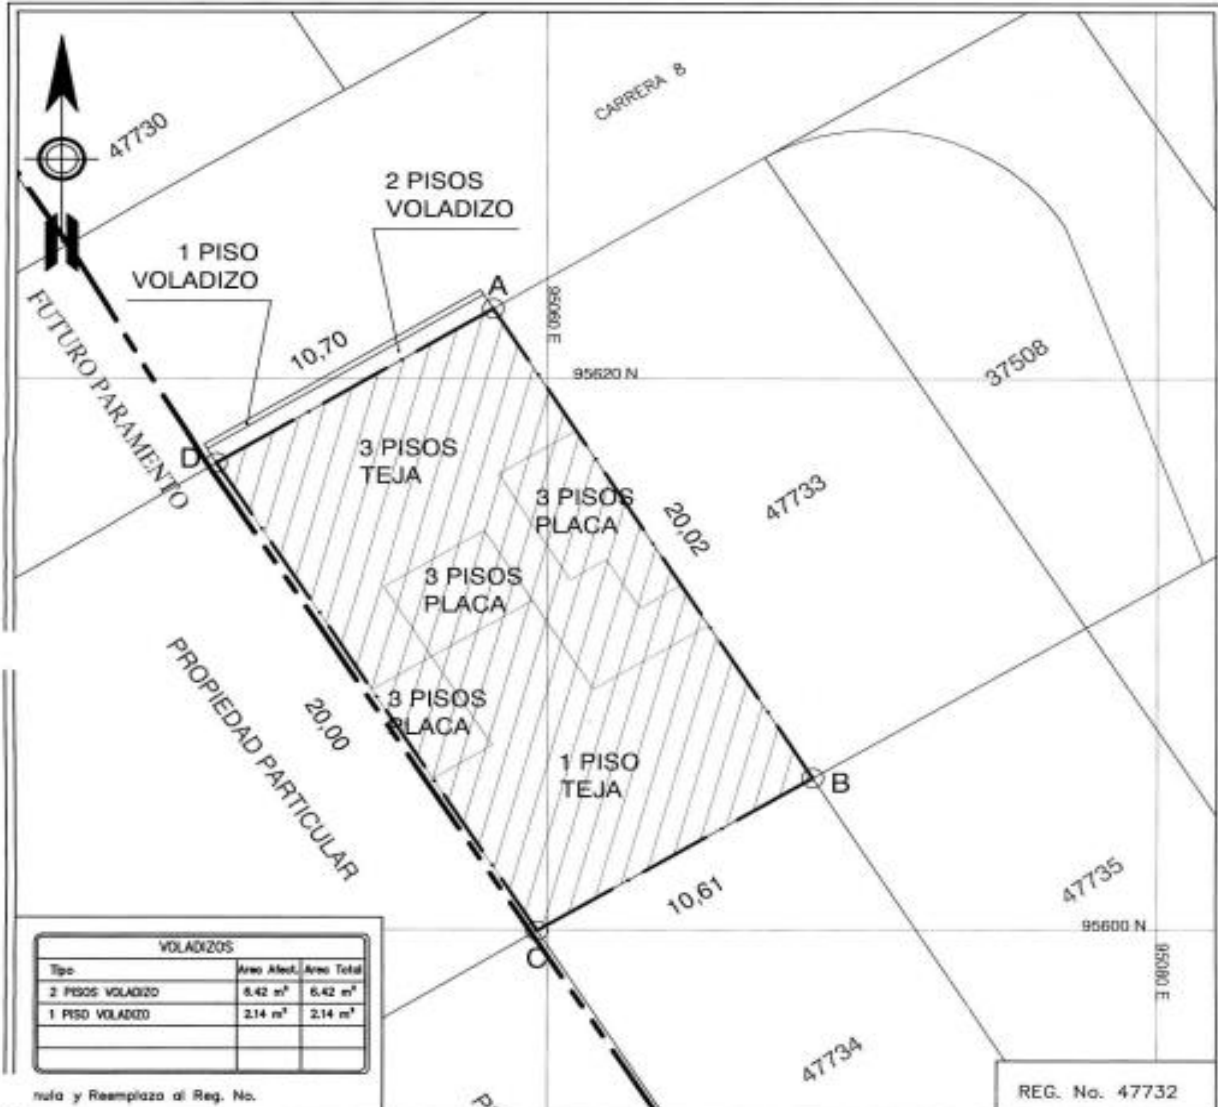 CARRERA 8
47730
2 PISOS
VOLADIZO
1 PISO
VOLADIZO
N
A
95060 E
FUTURO PARAMENTO
10,70
95620 N
37508
D
3 PISOS
TEJA
3 PISOS
PLACA
47733
20,02
3 PISOS
PLACA
PROPIEDAD PARTICULAR
20,00
3 PISOS
PLACA
1 PISO
TEJA
B
10,61
47735
95600 N
C
95080 E
VOLADIZOS
Tipo Area Afect. Area Total
2 PISOS VOLADIZO 6.42 m² 6.42 m²
1 PISO VOLADIZO 2.14 m² 2.14 m²
47734
nula y Reemplaza al Reg. No.
REG. No. 47732